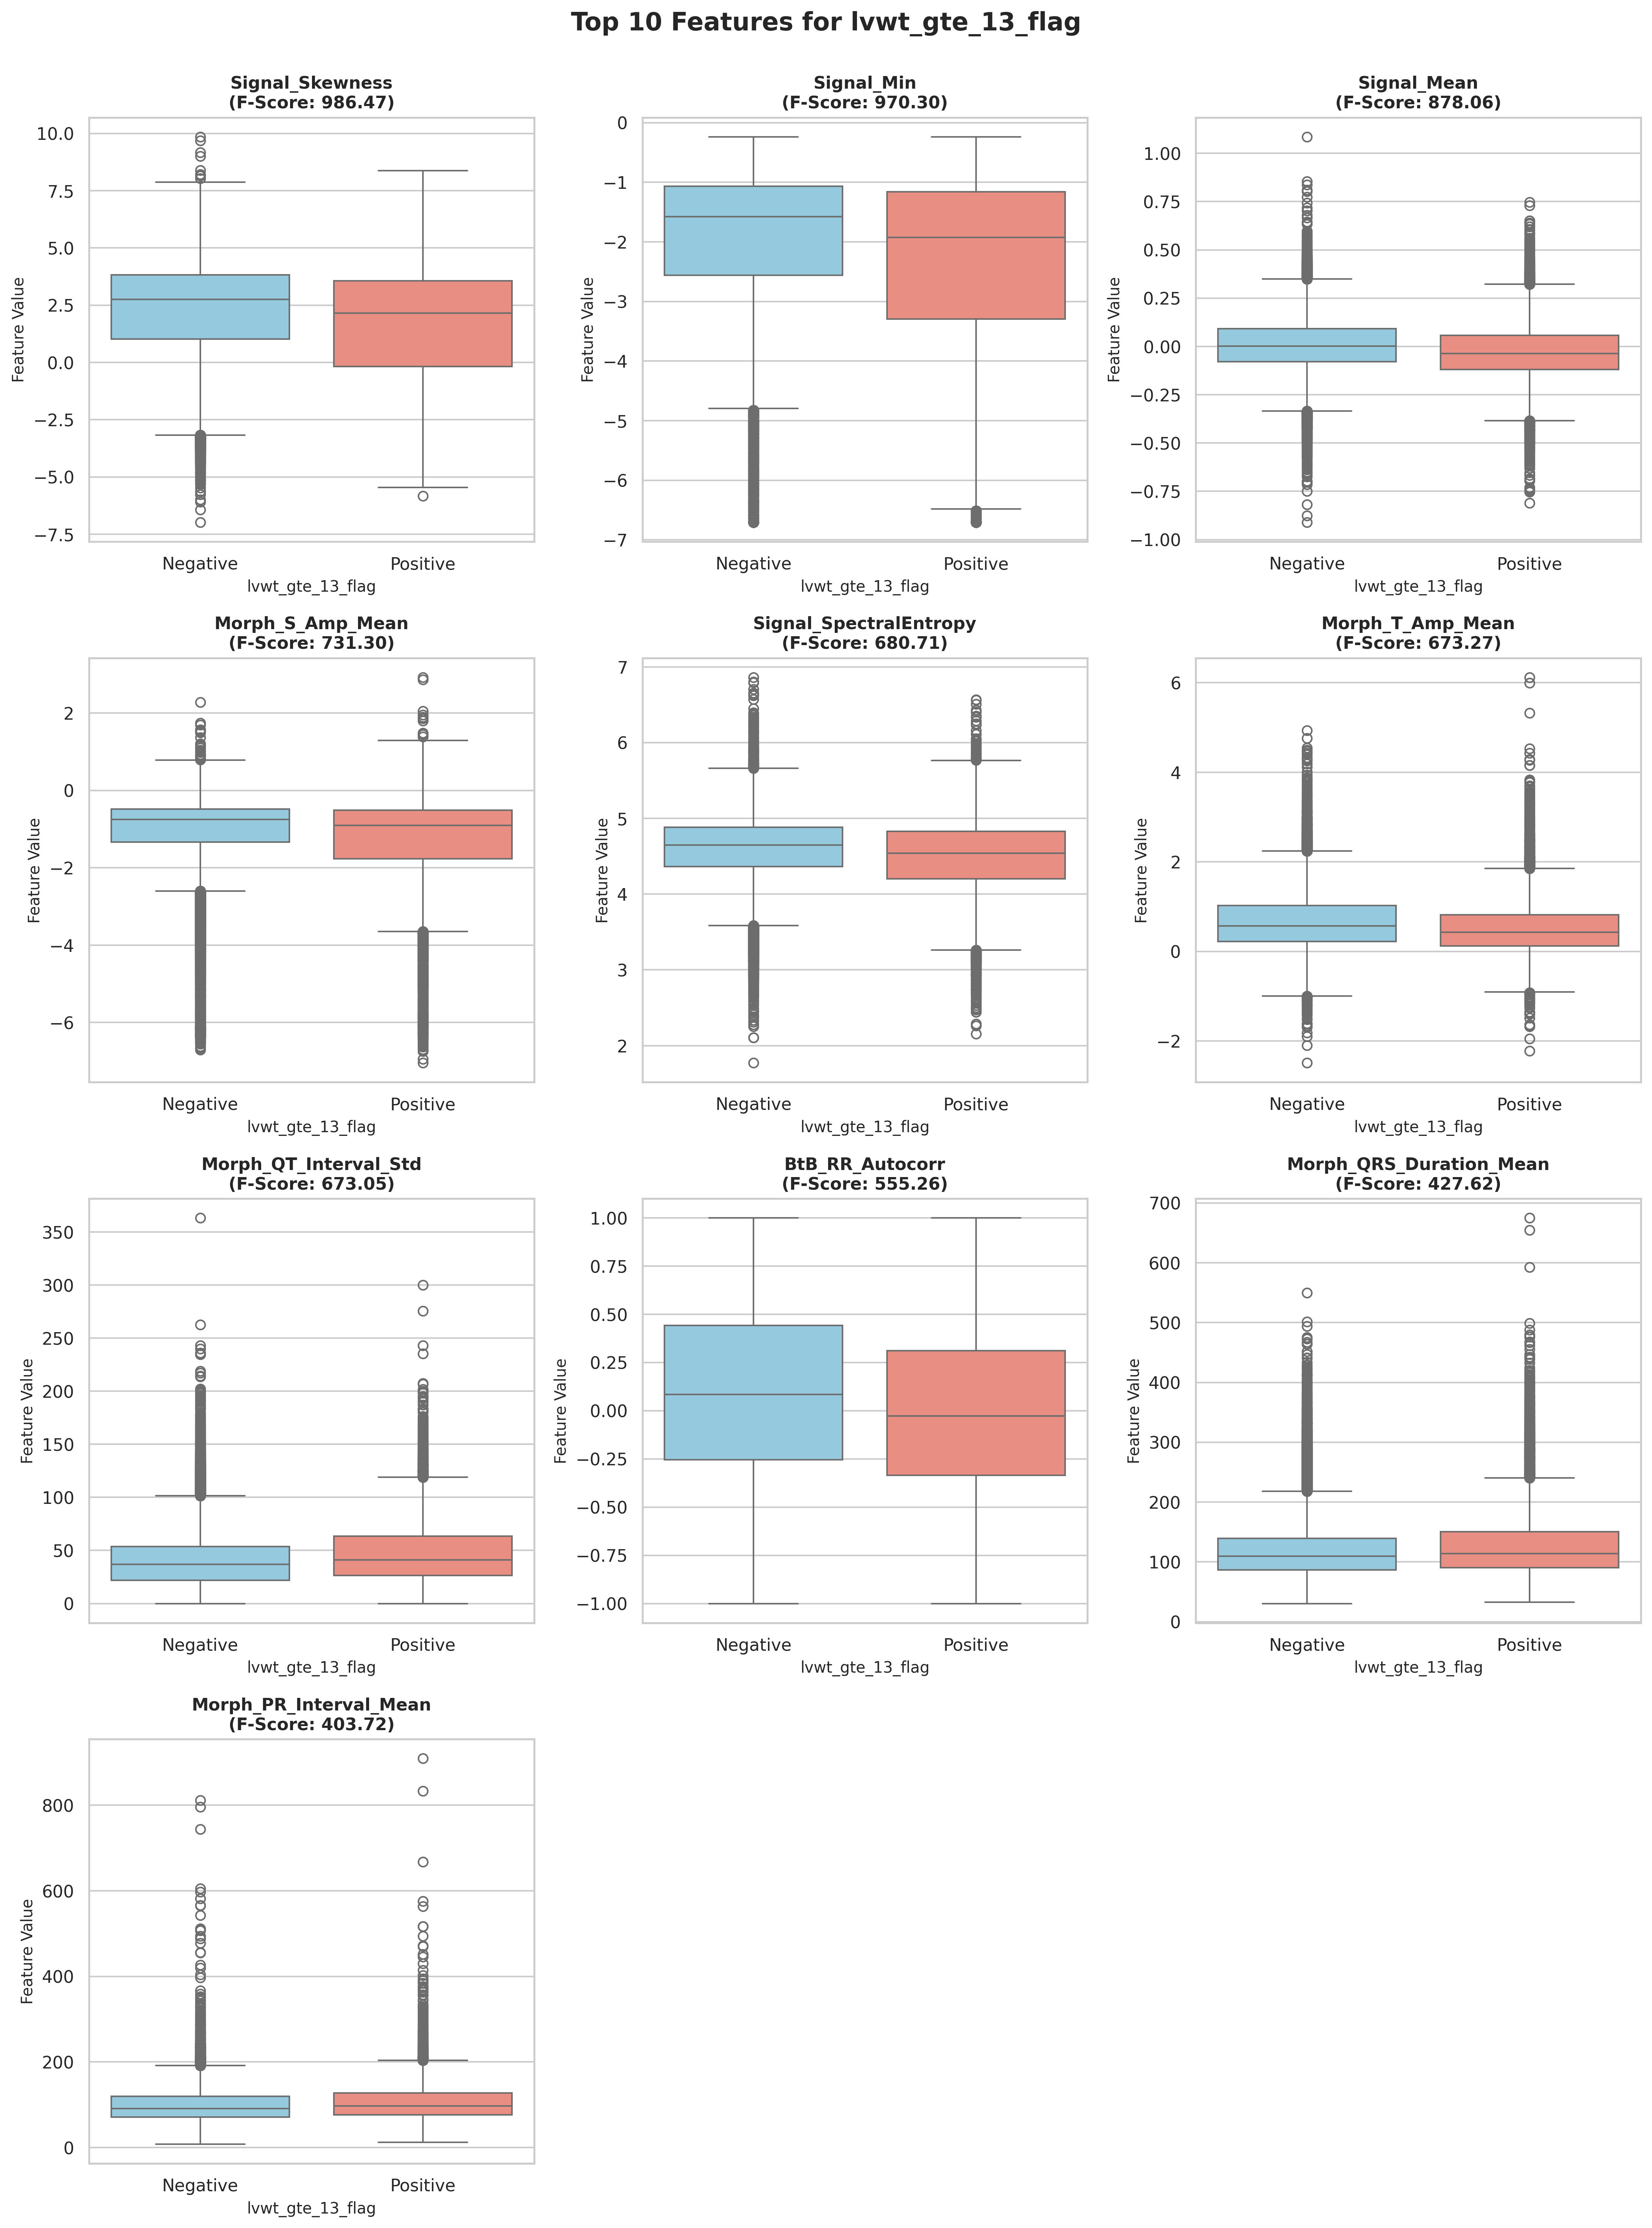 Top 10 Features for lvwt_gte_13_flag
Signal_Skewness
(F-Score: 986.47)
Feature Value
10.0
7.5
5.0
2.5
0.0
−2.5
−5.0
−7.5
Negative
Positive
lvwt_gte_13_flag
Signal_Min
(F-Score: 970.30)
Feature Value
0
−1
−2
−3
−4
−5
−6
−7
Negative
Positive
lvwt_gte_13_flag
Signal_Mean
(F-Score: 878.06)
Feature Value
1.00
0.75
0.50
0.25
0.00
−0.25
−0.50
−0.75
−1.00
Negative
Positive
lvwt_gte_13_flag
Morph_S_Amp_Mean
(F-Score: 731.30)
Feature Value
2
0
−2
−4
−6
Negative
Positive
lvwt_gte_13_flag
Signal_SpectralEntropy
(F-Score: 680.71)
Feature Value
7
6
5
4
3
2
Negative
Positive
lvwt_gte_13_flag
Morph_T_Amp_Mean
(F-Score: 673.27)
Feature Value
6
4
2
0
−2
Negative
Positive
lvwt_gte_13_flag
Morph_QT_Interval_Std
(F-Score: 673.05)
Feature Value
350
300
250
200
150
100
50
0
Negative
Positive
lvwt_gte_13_flag
BtB_RR_Autocorr
(F-Score: 555.26)
Feature Value
1.00
0.75
0.50
0.25
0.00
−0.25
−0.50
−0.75
−1.00
Negative
Positive
lvwt_gte_13_flag
Morph_QRS_Duration_Mean
(F-Score: 427.62)
Feature Value
700
600
500
400
300
200
100
0
Negative
Positive
lvwt_gte_13_flag
Morph_PR_Interval_Mean
(F-Score: 403.72)
Feature Value
800
600
400
200
0
Negative
Positive
lvwt_gte_13_flag